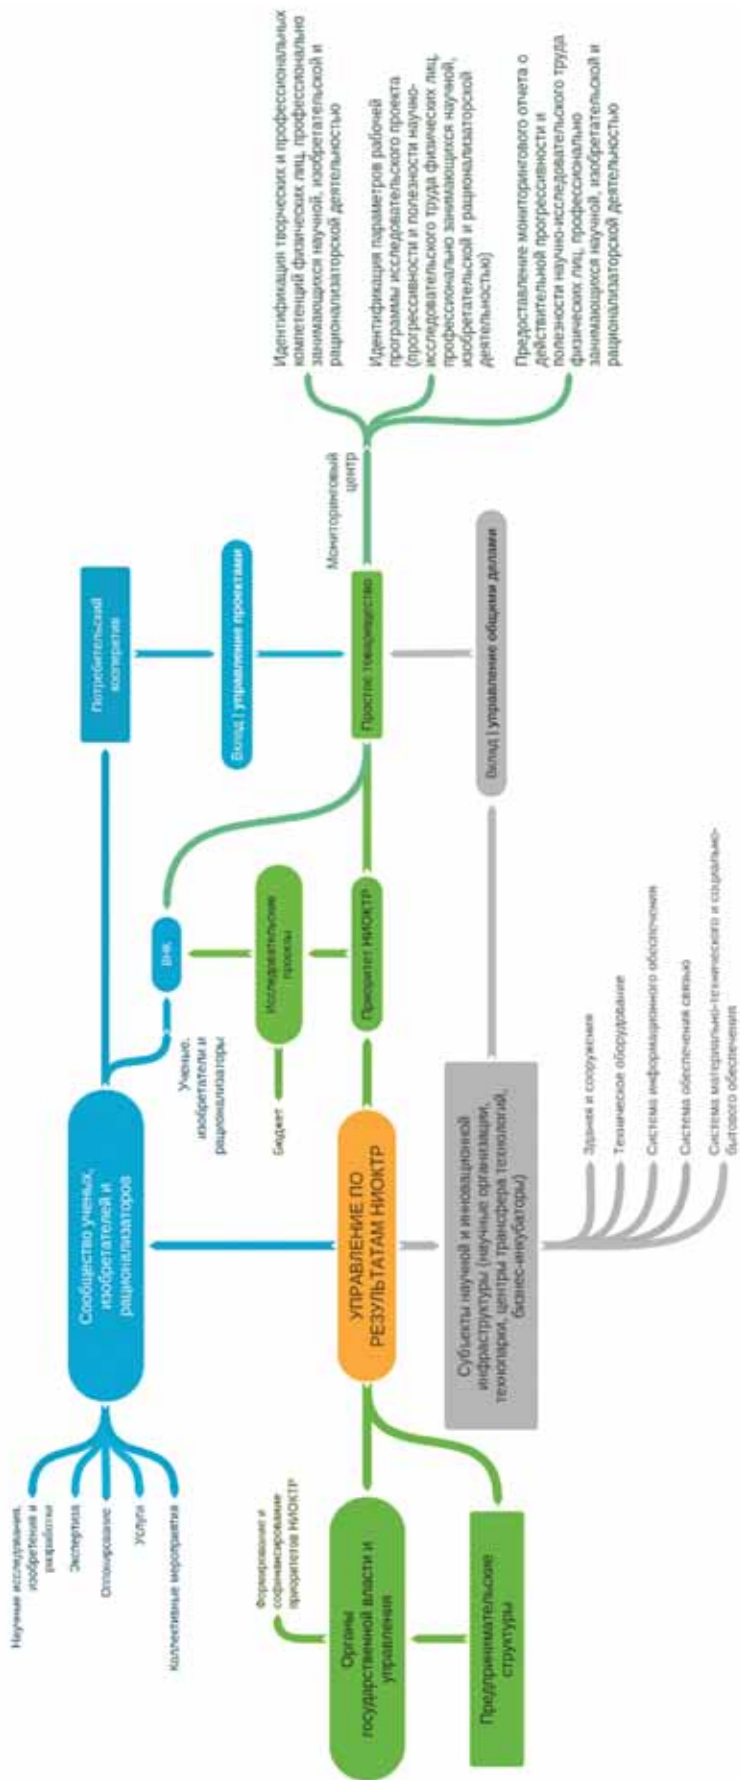 Научные исследования,
изобретения и
разработки
Экспертиза
Оппонирование
Услуга
Коллективные мероприятия
Сообщество ученых,
изобретателей и
рационализаторов
Потребительский
кооператив
Вклад | управление проектами
Ученые,
изобретатели и
рационализаторы
ВНК
Исследовательские
проекты
Бюджет
Формирование и
софинансирование
приоритетов НИОКТР
Органы
государственной власти и
управления
Предпринимательские
структуры
УПРАВЛЕНИЕ ПО
РЕЗУЛЬТАТАМ НИОКТР
Приоритет НИОКТР
Простое товарищество
Мониторинговый
центр
Идентификация творческих и профессиональных
компетенций физических лиц, профессионально
занимающихся научной, изобретательской и
рационализаторской деятельностью
Идентификация параметров рабочей
программы исследовательского проекта
(прогрессивности и полезности научно-
исследовательского труда физических лиц,
профессионально занимающихся научной,
изобретательской и рационализаторской
деятельностью)
Предоставление мониторингового отчета о
действительной прогрессивности и
полезности научно-исследовательского труда
физических лиц, профессионально
занимающихся научной, изобретательской и
рационализаторской деятельностью
Субъекты научной и инновационной
инфраструктуры (научные организации,
технопарки, центры трансфера технологий,
бизнес-инкубаторы)
Вклад | управление общими делами
Здания и сооружения
Техническое оборудование
Система информационного обеспечения
Система обеспечения связью
Система материально-технического и социально-
бытового обеспечения